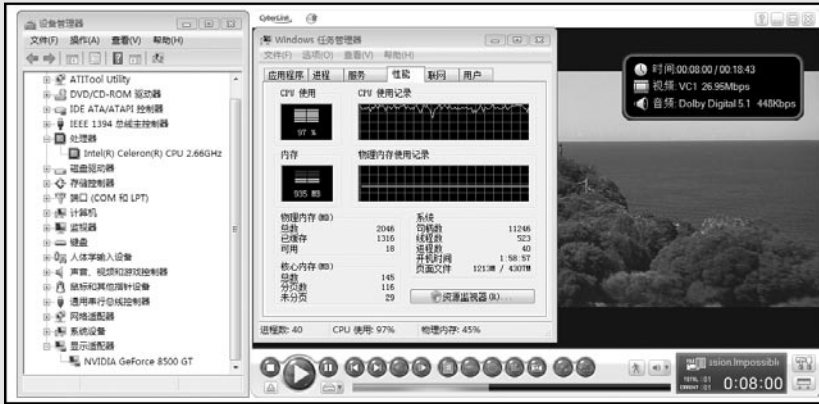 设备管理器
文件(F) 操作(A) 查看(V) 帮助(H)
ATITool Utility
DVD/CD-ROM 驱动器
IDE ATA/ATAPI 控制器
IEEE 1394 总线主控制器
处理器
Intel(R) Celeron(R) CPU 2.66GHz
磁盘驱动器
存储控制器
端口 (COM 和 LPT)
计算机
监视器
键盘
人体学输入设备
声音、视频和游戏控制器
鼠标和其他指针设备
通用串行总线控制器
网络适配器
系统设备
显示适配器
NVIDIA GeForce 8500 GT
CyberLink
Windows 任务管理器
文件(F) 选项(O) 查看(V) 帮助(H)
应用程序 进程 服务 性能 联网 用户
CPU 使用 CPU 使用记录
97 %
内存 物理内存使用记录
935 MB
物理内存(MB)
总数 2046
已缓存 1316
可用 18
核心内存(MB)
总数 145
分页数 116
未分页 29
系统
句柄数 11246
线程数 523
进程数 40
开机时间 1:58:57
页面文件 1213M / 4307M
资源监视器(R)...
进程数: 40 CPU 使用: 97% 物理内存: 45%
时间:00:08:00 / 00:18:43
视频: VC1 26.95Mbps
音频: Dolby Digital 5.1 448Kbps
ssion.Impossibl
0:08:00